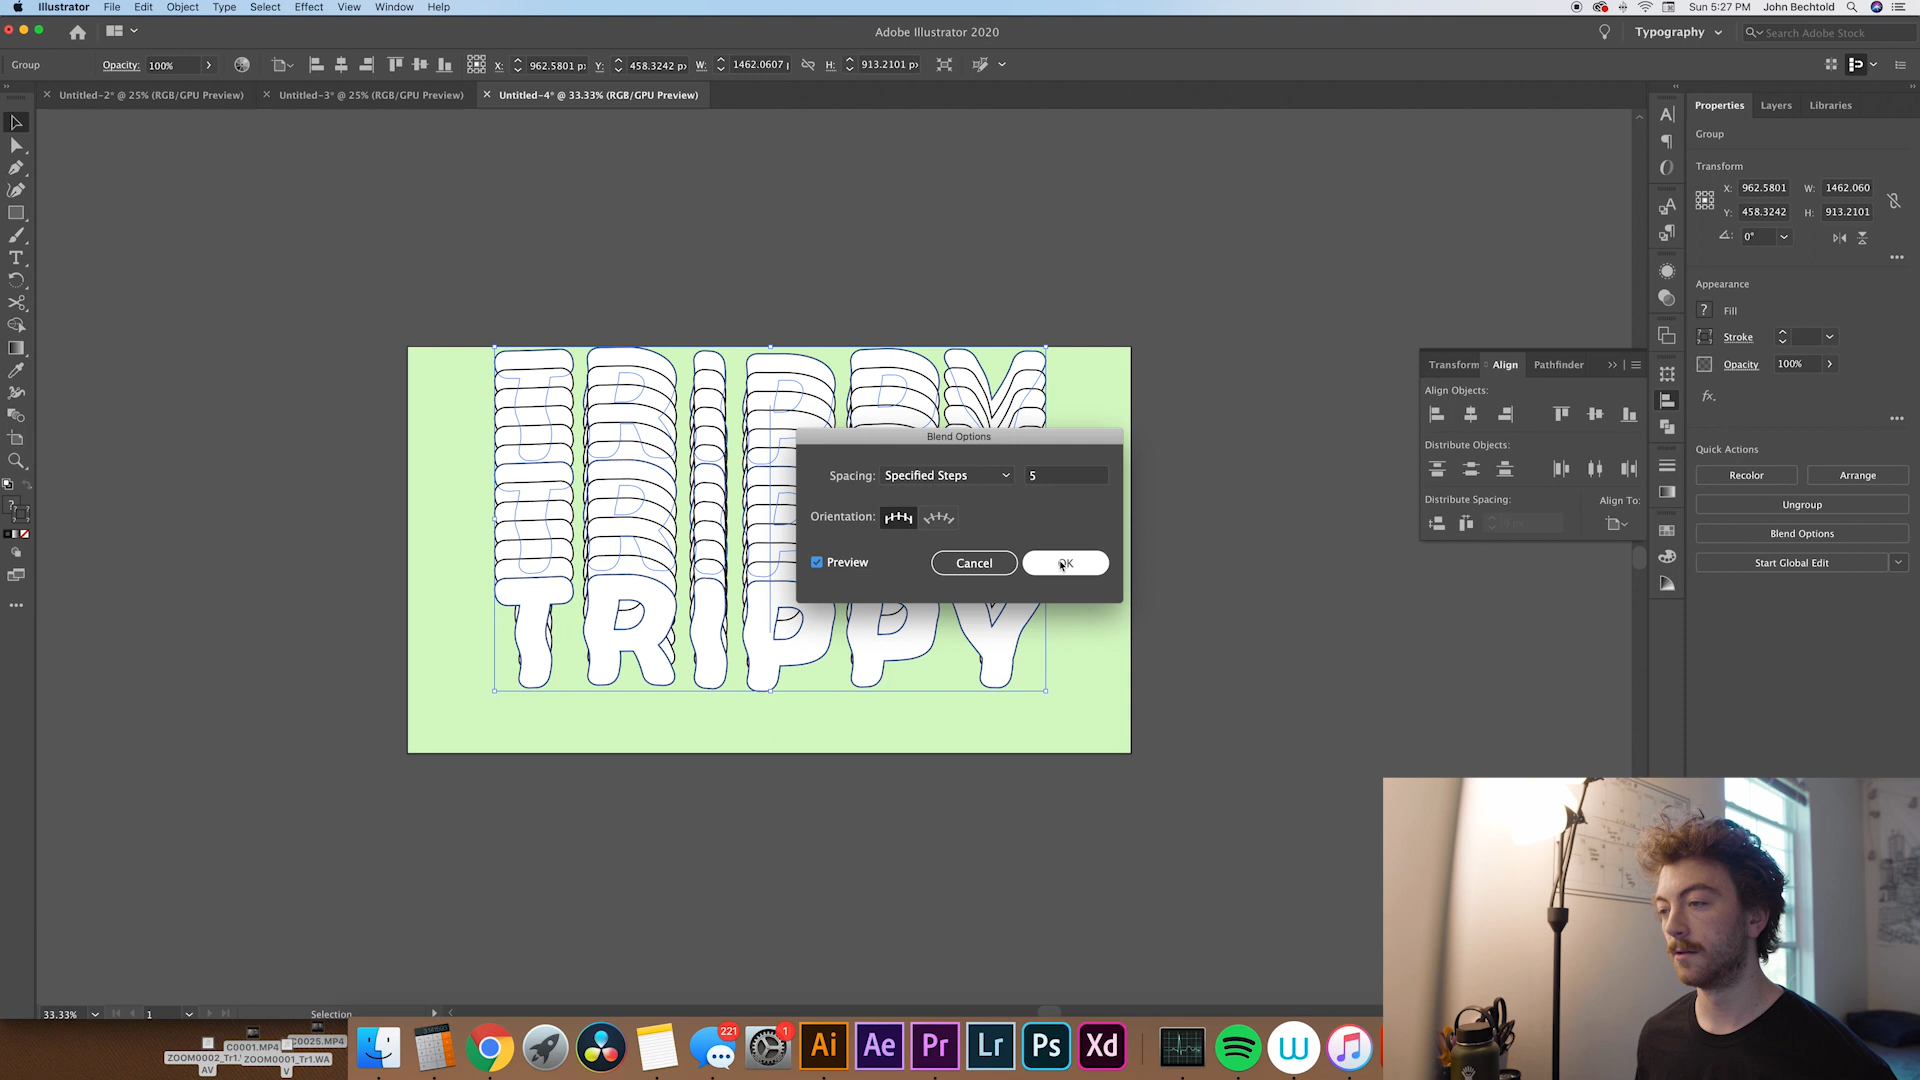 Illustrator File Edit Object Type Select Effect View Window Help
Sun 5:27 PM John Bechtold
Adobe Illustrator 2020
Typography
Search Adobe Stock
Group
Opacity: 100%
X: 962.5801 p
Y: 458.3242 p
W: 1462.0607
H: 913.2101 p
Untitled-2* @ 25% (RGB/GPU Preview)
Untitled-3* @ 25% (RGB/GPU Preview)
Untitled-4* @ 33.33% (RGB/GPU Preview)
Properties Layers Libraries
Group
Transform
X: 962.5801 W: 1462.060
Y: 458.3242 H: 913.2101
0°
Appearance
Fill
Stroke
Opacity 100%
fx.
Quick Actions
Recolor Arrange
Ungroup
Blend Options
Start Global Edit
Transform Align Pathfinder
Align Objects:
Distribute Objects:
Distribute Spacing: Align To:
0 px
TRIPPY
Blend Options
Spacing: Specified Steps 5
Orientation:
Preview Cancel OK
33.33% 1 Selection
C0001.MP4
C0025.MP4
ZOOM0002_Tr1.WAV
ZOOM0001_Tr1.WAV
221
1
Ai Ae Pr Lr Ps Xd